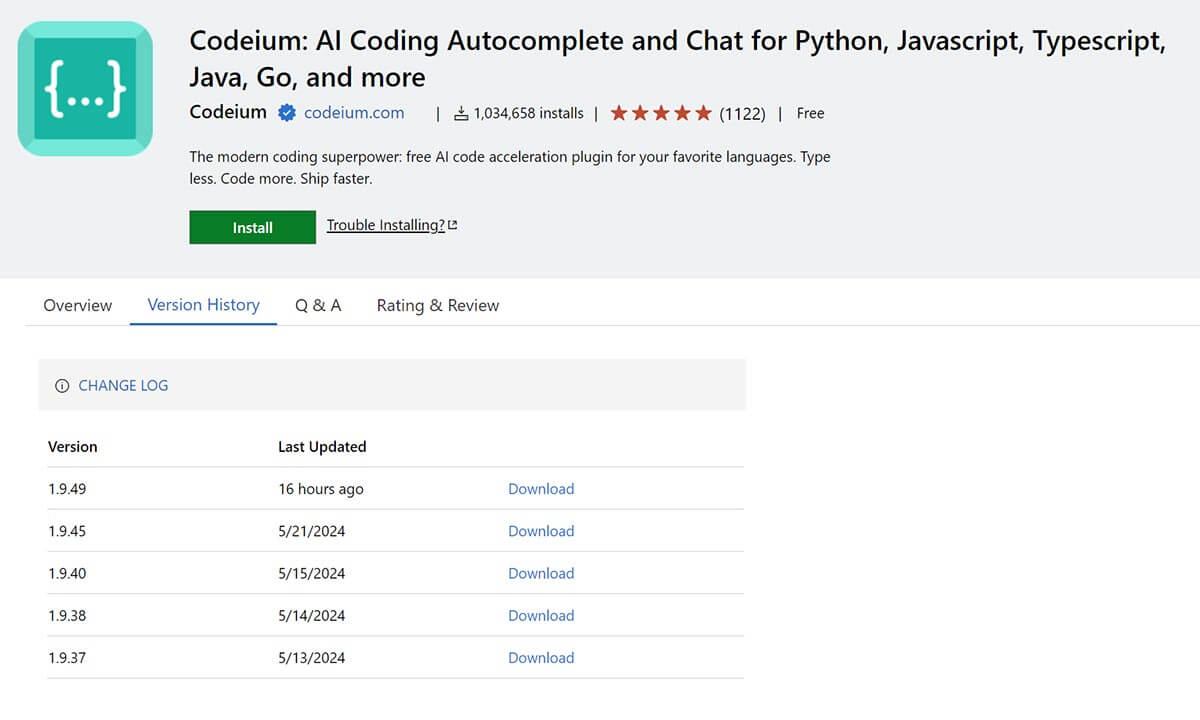 {...}
Codeium: AI Coding Autocomplete and Chat for Python, Javascript, Typescript,
Java, Go, and more
Codeium codeium.com | 1,034,658 installs | (1122) | Free
The modern coding superpower: free AI code acceleration plugin for your favorite languages. Type
less. Code more. Ship faster.
Install Trouble Installing?
Overview Version History Q & A Rating & Review
CHANGE LOG
Version Last Updated
1.9.49 16 hours ago Download
1.9.45 5/21/2024 Download
1.9.40 5/15/2024 Download
1.9.38 5/14/2024 Download
1.9.37 5/13/2024 Download